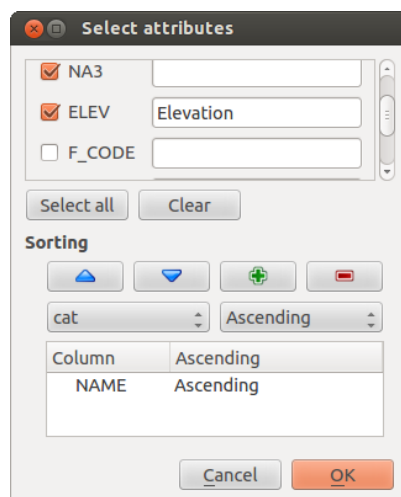 Select attributes
NA3
ELEV Elevation
F_CODE
Select all Clear
Sorting
cat Ascending
Column Ascending
NAME Ascending
Cancel OK